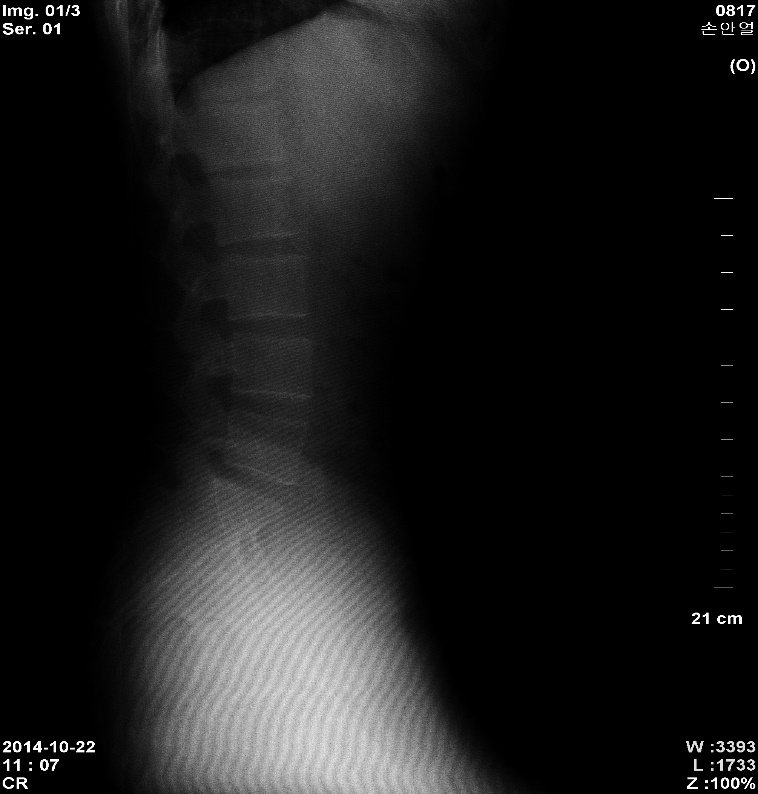 Img. 01/3
Ser. 01
0817
손안열
(O)
21 cm
2014-10-22
11 : 07
CR
W :3393
L :1733
Z :100%